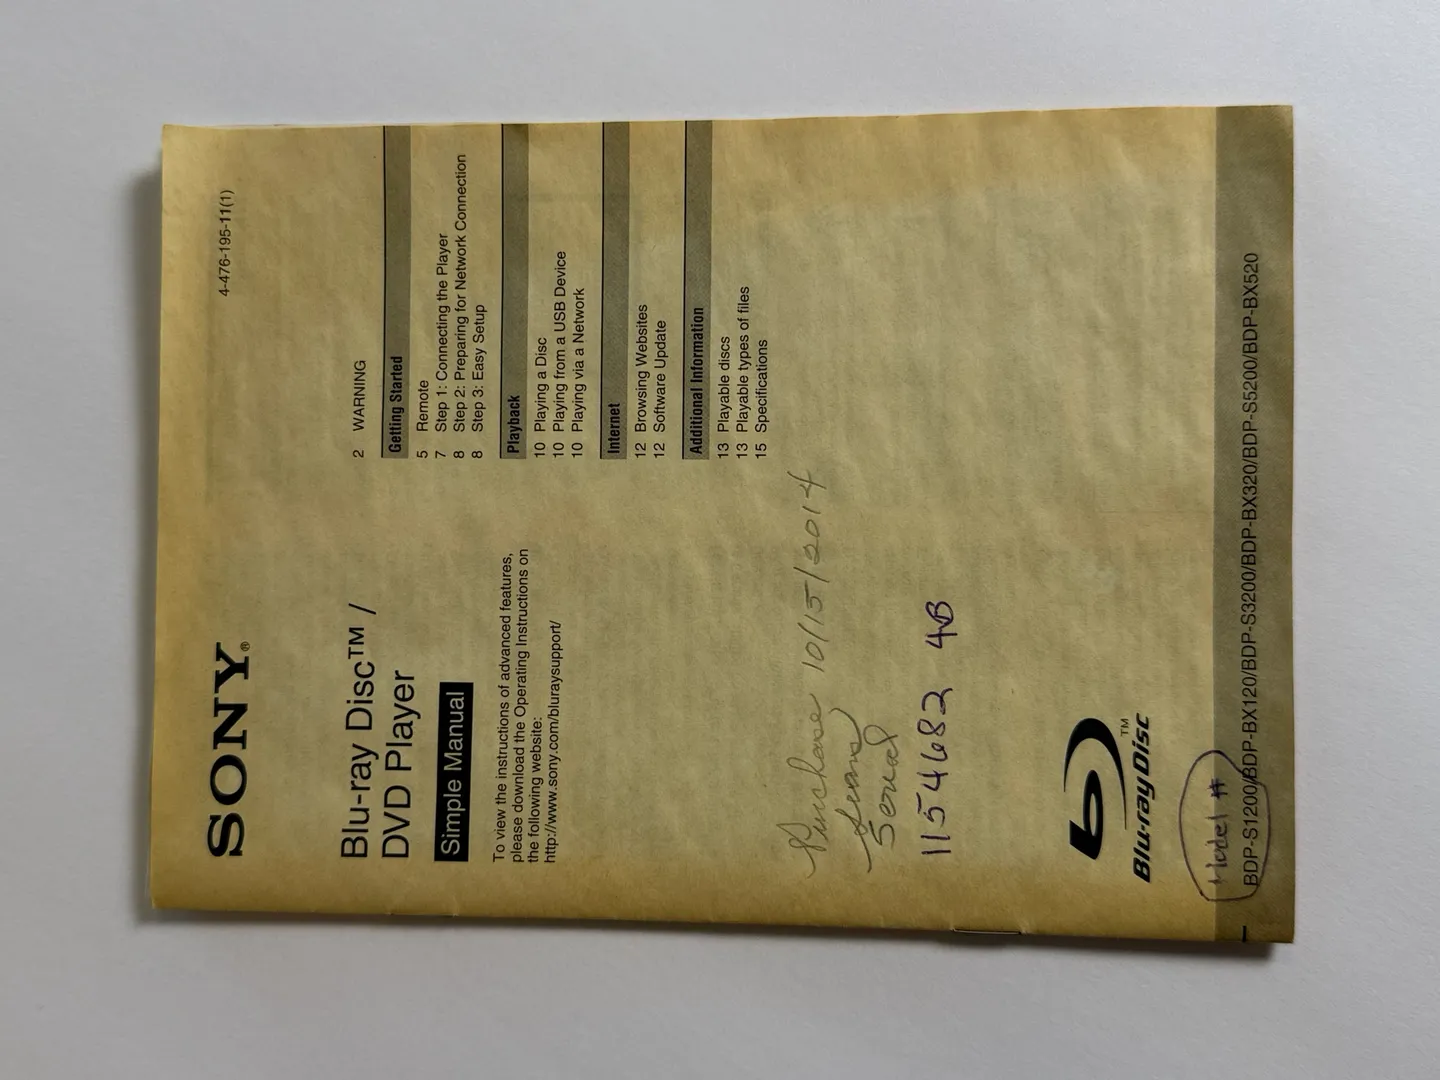 SONY®
4-476-195-11(1)
Blu-ray Disc™ /
DVD Player
Simple Manual
To view the instructions of advanced features,
please download the Operating Instructions on
the following website:
http://www.sony.com/bluraysupport/
2 WARNING
Getting Started
5 Remote
7 Step 1: Connecting the Player
8 Step 2: Preparing for Network Connection
8 Step 3: Easy Setup
Playback
10 Playing a Disc
10 Playing from a USB Device
10 Playing via a Network
Internet
12 Browsing Websites
12 Software Update
Additional Information
13 Playable discs
13 Playable types of files
15 Specifications
Purchase 10/15/2014
Sears
Serial
1154682 4B
Blu-ray Disc™
Model #
BDP-S1200/BDP-BX120/BDP-S3200/BDP-BX320/BDP-S5200/BDP-BX520